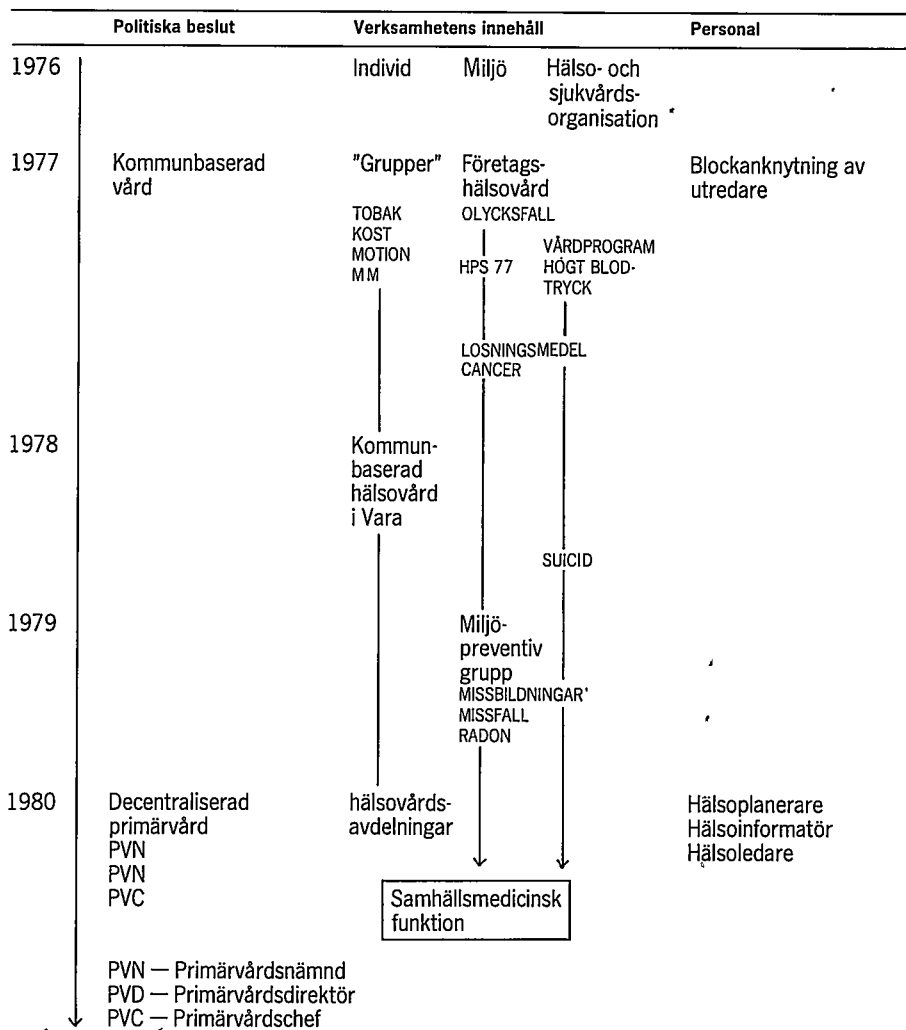 Politiska beslut Verksamhetens innehåll Personal
1976 Individ Miljö Hälso- och
sjukvårds-
organisation
1977 Kommunbaserad "Grupper" Företags- Blockanknytning av
vård hälsovård utredare
TOBAK OLYCKSFALL
KOST VÅRDPROGRAM
MOTION HPS 77 HÖGT BLOD-
MM TRYCK
LOSNINGSMEDEL
CANCER
1978 Kommun-
baserad
hälsovård
i Vara
SUICID
1979 Miljö-
preventiv
grupp
MISSBILDNINGAR
MISSFALL
RADON
1980 Decentraliserad hälsovårds- Hälsoplanerare
primärvård avdelningar Hälsoinformatör
PVN Hälsoledare
PVN
PVC Samhällsmedicinsk
funktion
PVN — Primärvårdsnämnd
PVD — Primärvårdsdirektör
PVC — Primärvårdschef